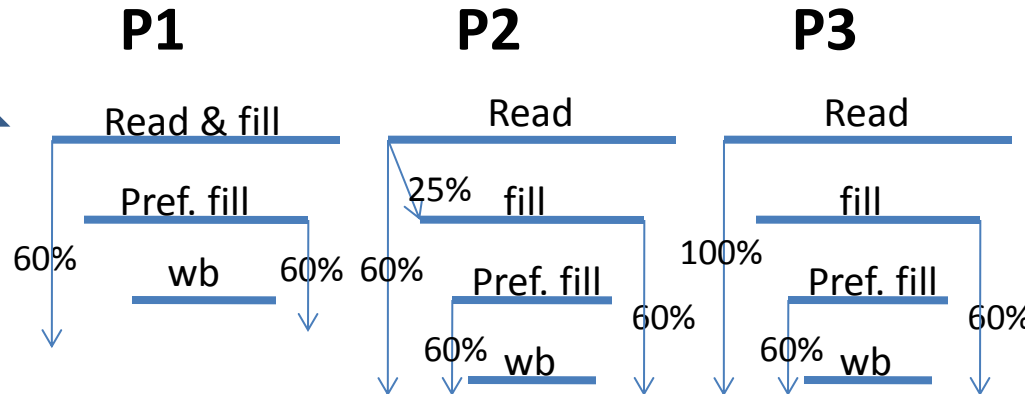 P1
P2
P3
Read & fill
Read
Read
Pref. fill
25%
fill
fill
60%
wb
60%
60%
Pref. fill
60%
100%
Pref. fill
60%
60%
wb
60%
wb